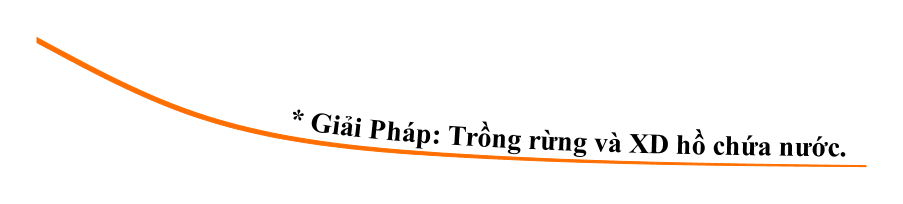 * Giải Pháp: Trồng rừng và XD hồ chứa nước.